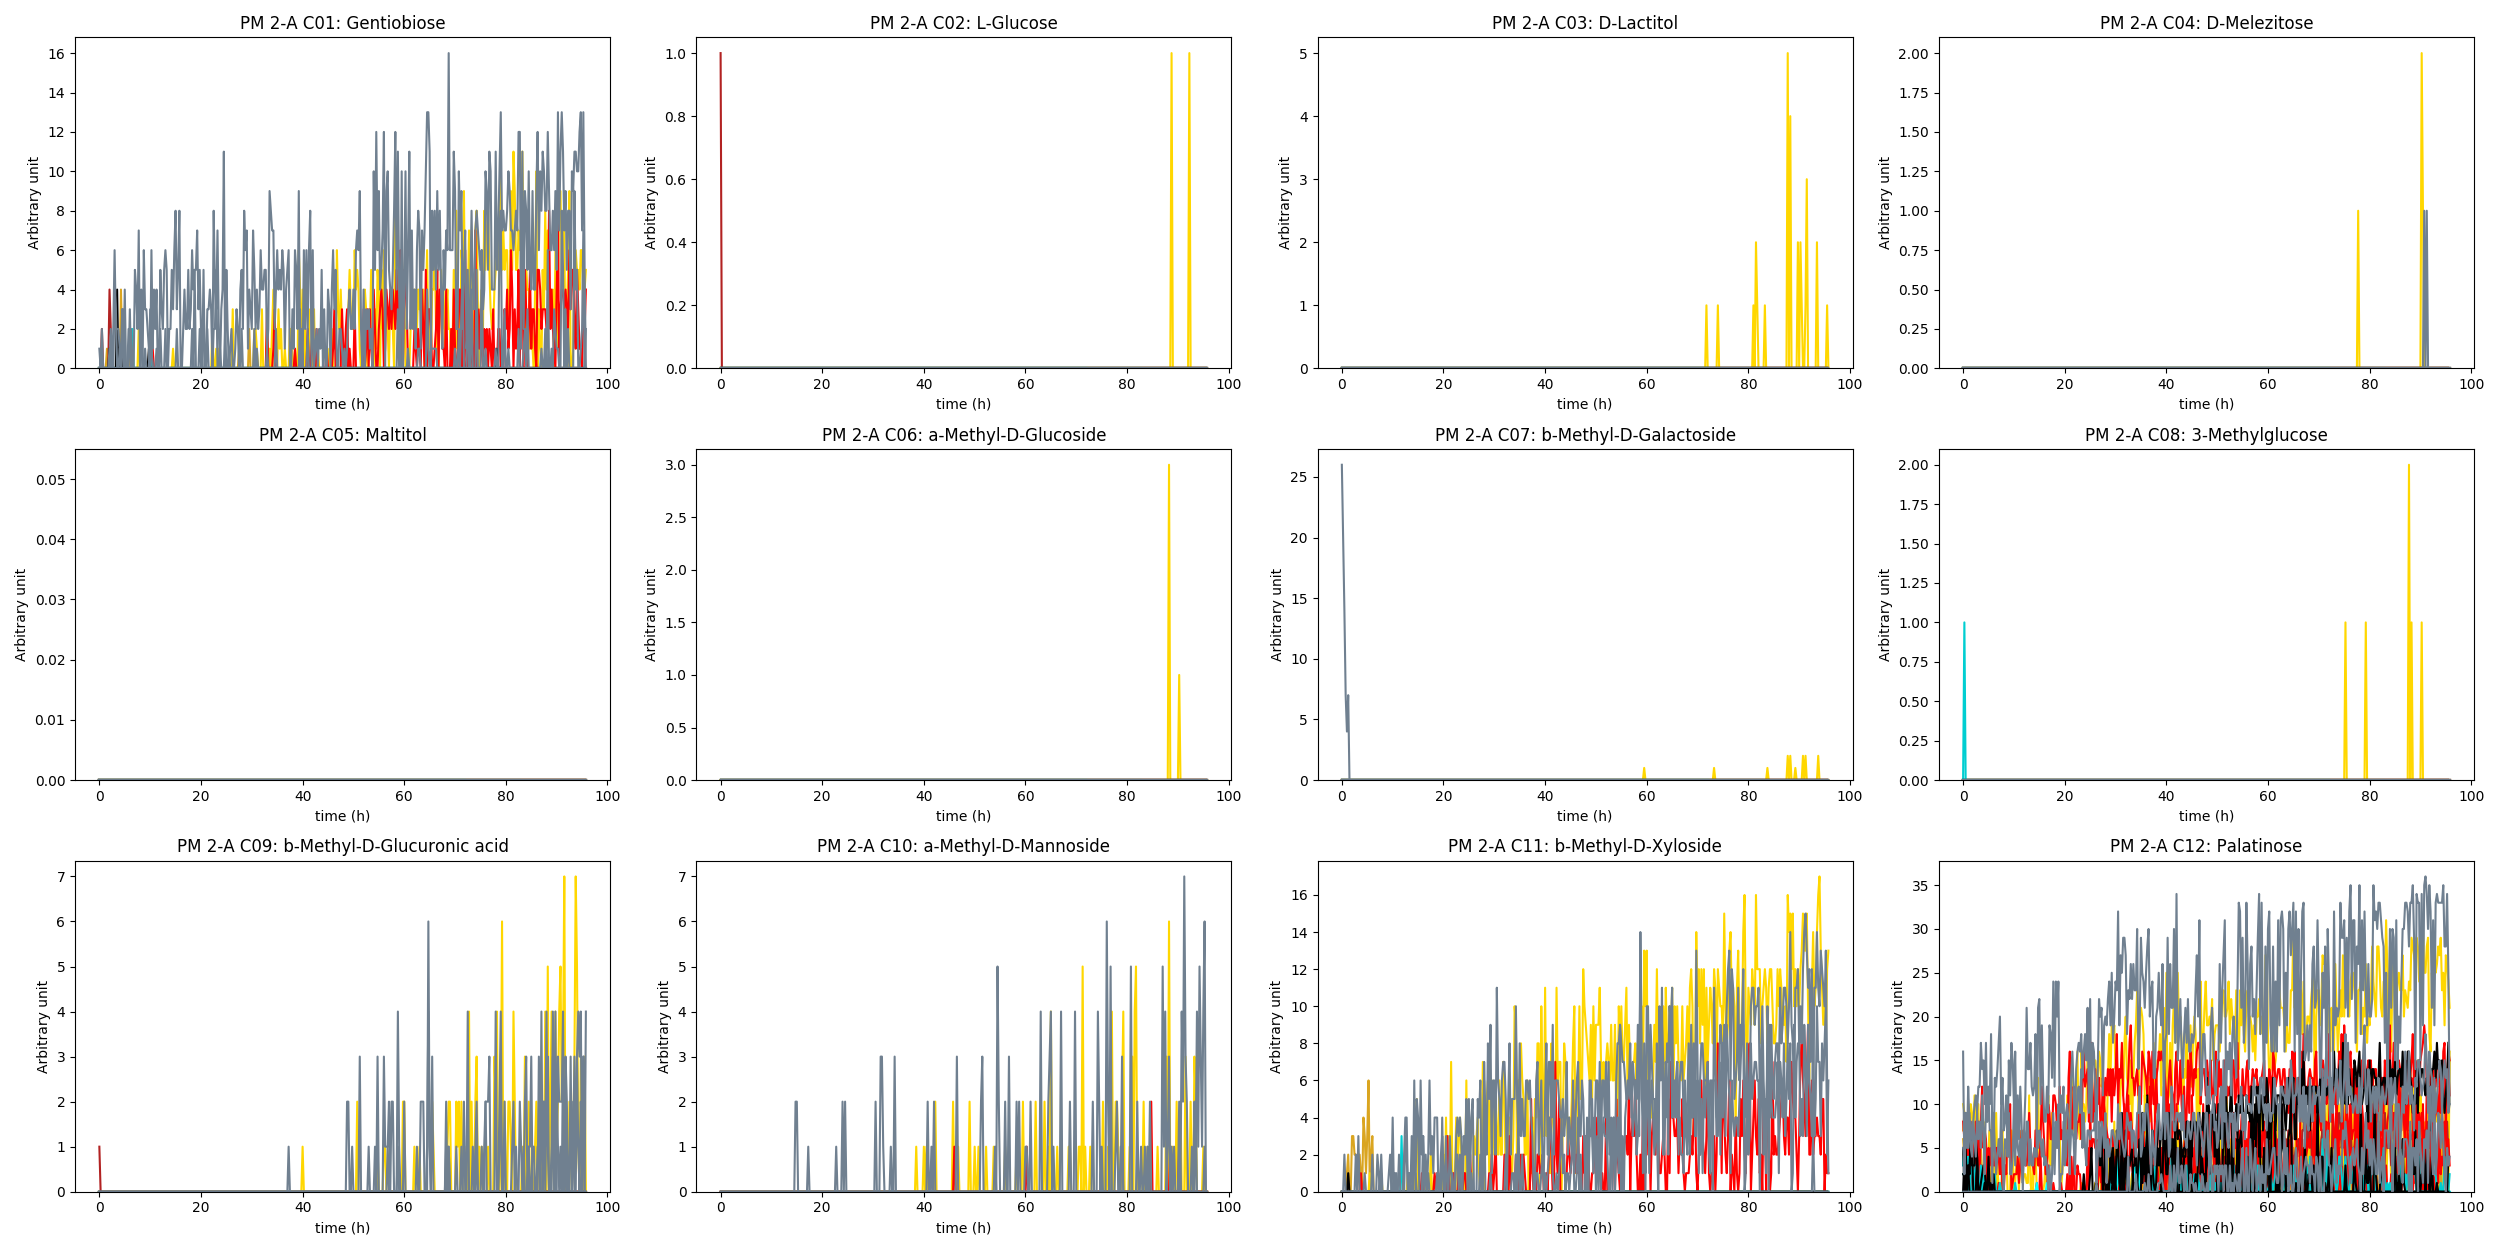 PM 2-A C01: Gentiobiose
PM 2-A C02: L-Glucose
PM 2-A C03: D-Lactitol
PM 2-A C04: D-Melezitose
Arbitrary unit
16
14
12
10
8
6
4
2
0
0 20 40 60 80 100
time (h)
Arbitrary unit
1.0
0.8
0.6
0.4
0.2
0.0
0 20 40 60 80 100
time (h)
Arbitrary unit
5
4
3
2
1
0
0 20 40 60 80 100
time (h)
Arbitrary unit
2.00
1.75
1.50
1.25
1.00
0.75
0.50
0.25
0.00
0 20 40 60 80 100
time (h)
PM 2-A C05: Maltitol
PM 2-A C06: a-Methyl-D-Glucoside
PM 2-A C07: b-Methyl-D-Galactoside
PM 2-A C08: 3-Methylglucose
Arbitrary unit
0.05
0.04
0.03
0.02
0.01
0.00
0 20 40 60 80 100
time (h)
Arbitrary unit
3.0
2.5
2.0
1.5
1.0
0.5
0.0
0 20 40 60 80 100
time (h)
Arbitrary unit
25
20
15
10
5
0
0 20 40 60 80 100
time (h)
Arbitrary unit
2.00
1.75
1.50
1.25
1.00
0.75
0.50
0.25
0.00
0 20 40 60 80 100
time (h)
PM 2-A C09: b-Methyl-D-Glucuronic acid
PM 2-A C10: a-Methyl-D-Mannoside
PM 2-A C11: b-Methyl-D-Xyloside
PM 2-A C12: Palatinose
Arbitrary unit
7
6
5
4
3
2
1
0
0 20 40 60 80 100
time (h)
Arbitrary unit
7
6
5
4
3
2
1
0
0 20 40 60 80 100
time (h)
Arbitrary unit
16
14
12
10
8
6
4
2
0
0 20 40 60 80 100
time (h)
Arbitrary unit
35
30
25
20
15
10
5
0
0 20 40 60 80 100
time (h)